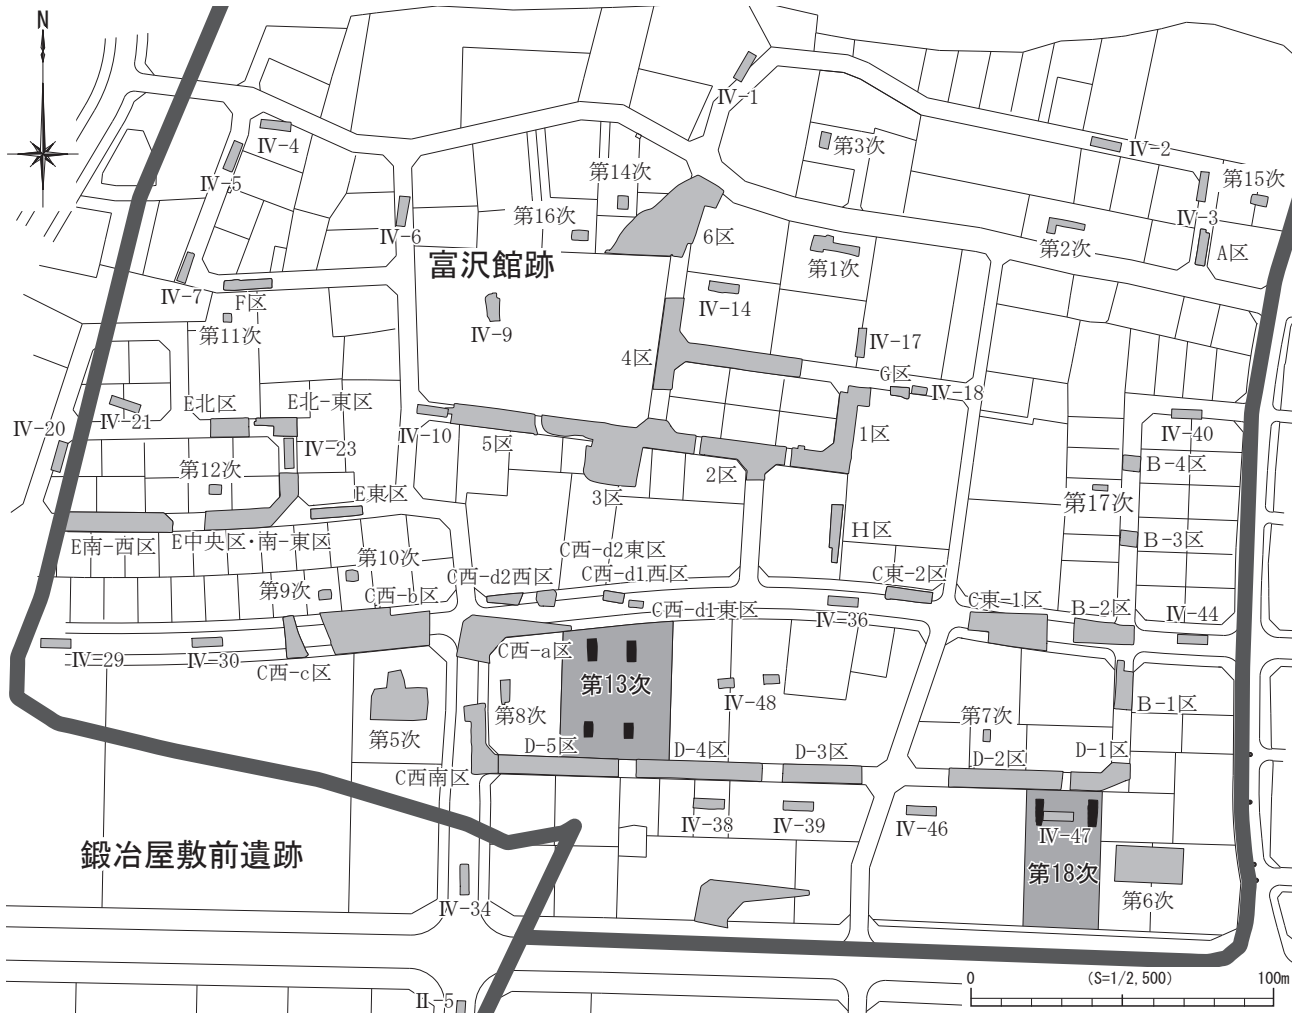 N
Ⅳ-1
Ⅳ-4
第3次
Ⅳ-2
Ⅳ-5
第14次
第15次
第16次
Ⅳ-3
Ⅳ-6
6区
第2次
A区
富沢館跡
第1次
Ⅳ-7
F区
Ⅳ-14
第11次
Ⅳ-9
Ⅳ-17
4区
G区
Ⅳ-18
E北区
E北-東区
Ⅳ-21
Ⅳ-20
Ⅳ-10
5区
1区
Ⅳ-40
Ⅳ-23
2区
B-4区
第12次
E東区
3区
第17次
E南-西区
E中央区・南-東区
H区
B-3区
C西-d2東区
第10次
C西-d2西区
C西-d1西区
C東-2区
第9次
C西-b区
C西-d1東区
Ⅳ-36
C東-1区
B-2区
Ⅳ-44
Ⅳ-29
Ⅳ-30
C西-c区
C西-a区
第13次
Ⅳ-48
B-1区
第8次
第7次
第5次
D-5区
D-4区
D-3区
D-2区
D-1区
C西南区
Ⅳ-38
Ⅳ-39
Ⅳ-46
Ⅳ-47
鍛冶屋敷前遺跡
第18次
Ⅳ-34
第6次
Ⅱ-5
0 (S=1/2,500) 100m